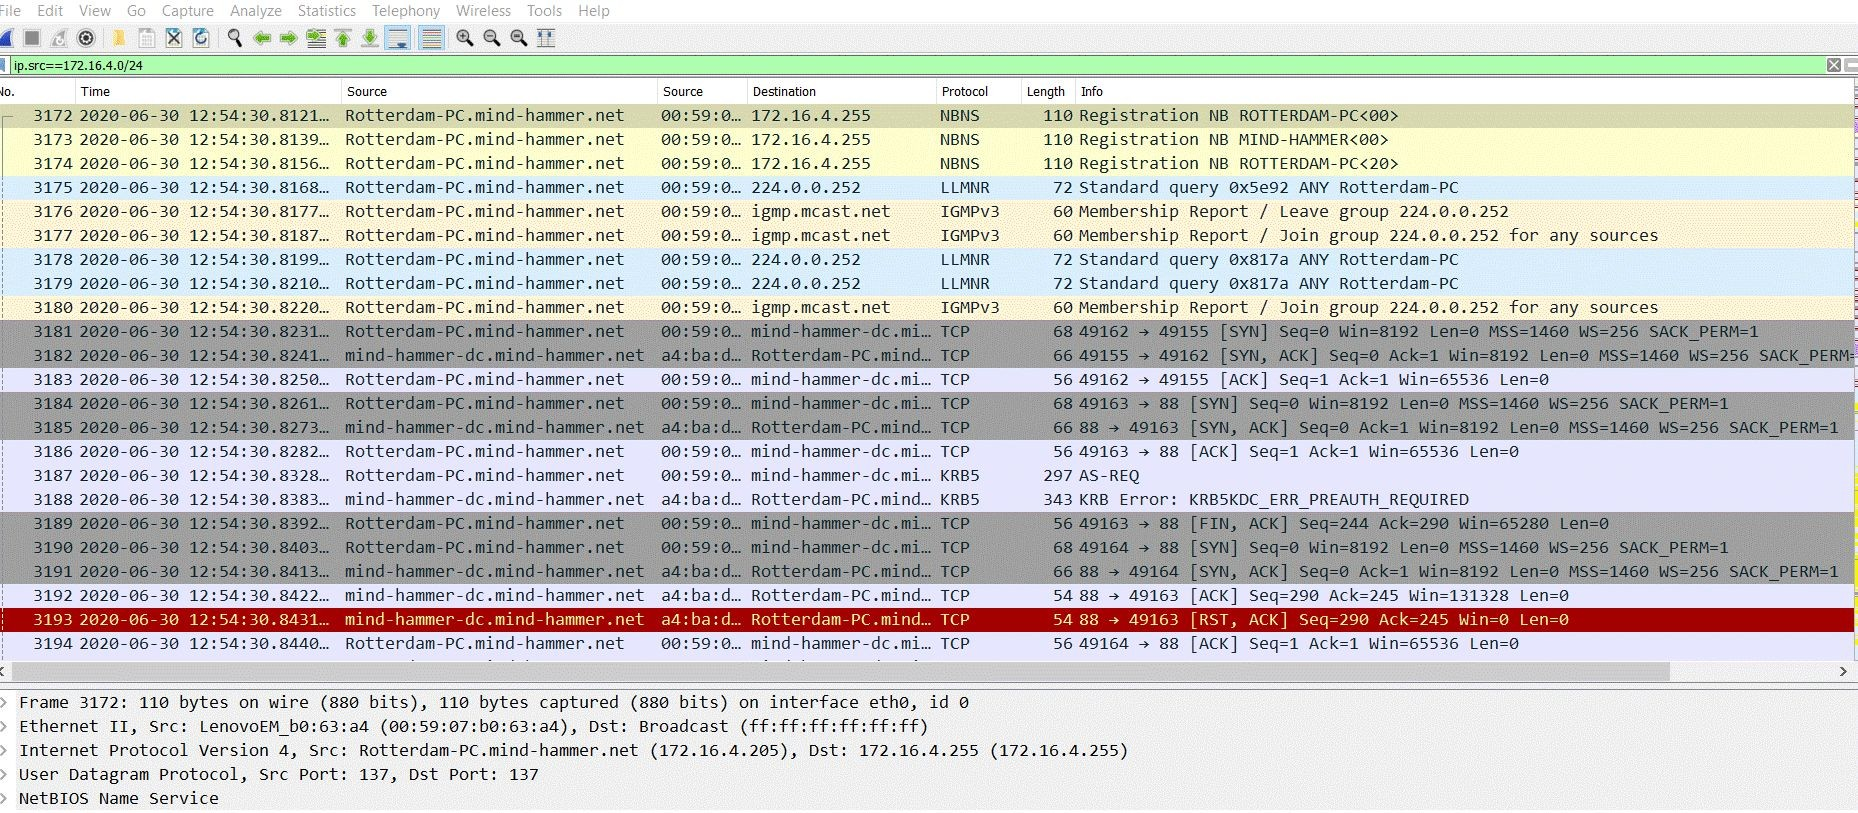 File Edit View Go Capture Analyze Statistics Telephony Wireless Tools Help
ip.src==172.16.4.0/24
No. Time Source Source Destination Protocol Length Info
3172 2020-06-30 12:54:30.8121… Rotterdam-PC.mind-hammer.net 00:59:0… 172.16.4.255 NBNS 110 Registration NB ROTTERDAM-PC<00>
3173 2020-06-30 12:54:30.8139… Rotterdam-PC.mind-hammer.net 00:59:0… 172.16.4.255 NBNS 110 Registration NB MIND-HAMMER<00>
3174 2020-06-30 12:54:30.8156… Rotterdam-PC.mind-hammer.net 00:59:0… 172.16.4.255 NBNS 110 Registration NB ROTTERDAM-PC<20>
3175 2020-06-30 12:54:30.8168… Rotterdam-PC.mind-hammer.net 00:59:0… 224.0.0.252 LLMNR 72 Standard query 0x5e92 ANY Rotterdam-PC
3176 2020-06-30 12:54:30.8177… Rotterdam-PC.mind-hammer.net 00:59:0… igmp.mcast.net IGMPv3 60 Membership Report / Leave group 224.0.0.252
3177 2020-06-30 12:54:30.8187… Rotterdam-PC.mind-hammer.net 00:59:0… igmp.mcast.net IGMPv3 60 Membership Report / Join group 224.0.0.252 for any sources
3178 2020-06-30 12:54:30.8199… Rotterdam-PC.mind-hammer.net 00:59:0… 224.0.0.252 LLMNR 72 Standard query 0x817a ANY Rotterdam-PC
3179 2020-06-30 12:54:30.8210… Rotterdam-PC.mind-hammer.net 00:59:0… 224.0.0.252 LLMNR 72 Standard query 0x817a ANY Rotterdam-PC
3180 2020-06-30 12:54:30.8220… Rotterdam-PC.mind-hammer.net 00:59:0… igmp.mcast.net IGMPv3 60 Membership Report / Join group 224.0.0.252 for any sources
3181 2020-06-30 12:54:30.8231… Rotterdam-PC.mind-hammer.net 00:59:0… mind-hammer-dc.mi… TCP 68 49162 → 49155 [SYN] Seq=0 Win=8192 Len=0 MSS=1460 WS=256 SACK_PERM=1
3182 2020-06-30 12:54:30.8241… mind-hammer-dc.mind-hammer.net a4:ba:d… Rotterdam-PC.mind… TCP 66 49155 → 49162 [SYN, ACK] Seq=0 Ack=1 Win=8192 Len=0 MSS=1460 WS=256 SACK_PERM=
3183 2020-06-30 12:54:30.8250… Rotterdam-PC.mind-hammer.net 00:59:0… mind-hammer-dc.mi… TCP 56 49162 → 49155 [ACK] Seq=1 Ack=1 Win=65536 Len=0
3184 2020-06-30 12:54:30.8261… Rotterdam-PC.mind-hammer.net 00:59:0… mind-hammer-dc.mi… TCP 68 49163 → 88 [SYN] Seq=0 Win=8192 Len=0 MSS=1460 WS=256 SACK_PERM=1
3185 2020-06-30 12:54:30.8273… mind-hammer-dc.mind-hammer.net a4:ba:d… Rotterdam-PC.mind… TCP 66 88 → 49163 [SYN, ACK] Seq=0 Ack=1 Win=8192 Len=0 MSS=1460 WS=256 SACK_PERM=1
3186 2020-06-30 12:54:30.8282… Rotterdam-PC.mind-hammer.net 00:59:0… mind-hammer-dc.mi… TCP 56 49163 → 88 [ACK] Seq=1 Ack=1 Win=65536 Len=0
3187 2020-06-30 12:54:30.8328… Rotterdam-PC.mind-hammer.net 00:59:0… mind-hammer-dc.mi… KRB5 297 AS-REQ
3188 2020-06-30 12:54:30.8383… mind-hammer-dc.mind-hammer.net a4:ba:d… Rotterdam-PC.mind… KRB5 343 KRB Error: KRB5KDC_ERR_PREAUTH_REQUIRED
3189 2020-06-30 12:54:30.8392… Rotterdam-PC.mind-hammer.net 00:59:0… mind-hammer-dc.mi… TCP 56 49163 → 88 [FIN, ACK] Seq=244 Ack=290 Win=65280 Len=0
3190 2020-06-30 12:54:30.8403… Rotterdam-PC.mind-hammer.net 00:59:0… mind-hammer-dc.mi… TCP 68 49164 → 88 [SYN] Seq=0 Win=8192 Len=0 MSS=1460 WS=256 SACK_PERM=1
3191 2020-06-30 12:54:30.8413… mind-hammer-dc.mind-hammer.net a4:ba:d… Rotterdam-PC.mind… TCP 66 88 → 49164 [SYN, ACK] Seq=0 Ack=1 Win=8192 Len=0 MSS=1460 WS=256 SACK_PERM=1
3192 2020-06-30 12:54:30.8422… mind-hammer-dc.mind-hammer.net a4:ba:d… Rotterdam-PC.mind… TCP 54 88 → 49163 [ACK] Seq=290 Ack=245 Win=131328 Len=0
3193 2020-06-30 12:54:30.8431… mind-hammer-dc.mind-hammer.net a4:ba:d… Rotterdam-PC.mind… TCP 54 88 → 49163 [RST, ACK] Seq=290 Ack=245 Win=0 Len=0
3194 2020-06-30 12:54:30.8440… Rotterdam-PC.mind-hammer.net 00:59:0… mind-hammer-dc.mi… TCP 56 49164 → 88 [ACK] Seq=1 Ack=1 Win=65536 Len=0
Frame 3172: 110 bytes on wire (880 bits), 110 bytes captured (880 bits) on interface eth0, id 0
Ethernet II, Src: LenovoEM_b0:63:a4 (00:59:07:b0:63:a4), Dst: Broadcast (ff:ff:ff:ff:ff:ff)
Internet Protocol Version 4, Src: Rotterdam-PC.mind-hammer.net (172.16.4.205), Dst: 172.16.4.255 (172.16.4.255)
User Datagram Protocol, Src Port: 137, Dst Port: 137
NetBIOS Name Service